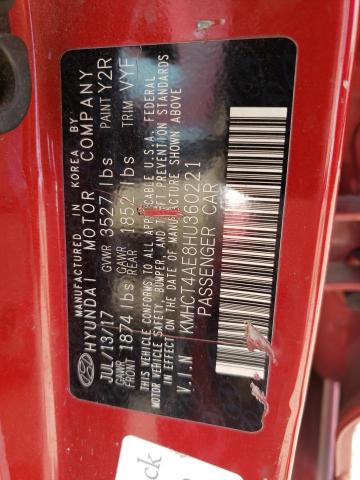 MANUFACTURED IN KOREA BY
HYUNDAI MOTOR COMPANY
JUL/13/17 GVWR 3527 lbs PAINT Y2R
GAWR FRONT 1874 lbs GAWR REAR 1852 lbs TRIM VYF
THIS VEHICLE CONFORMS TO ALL APPLICABLE U.S.A. FEDERAL
MOTOR VEHICLE SAFETY, BUMPER, AND THEFT PREVENTION STANDARDS
IN EFFECT ON THE DATE OF MANUFACTURE SHOWN ABOVE
V.I.N KMHCT4AE8HU360221
PASSENGER CAR
ck